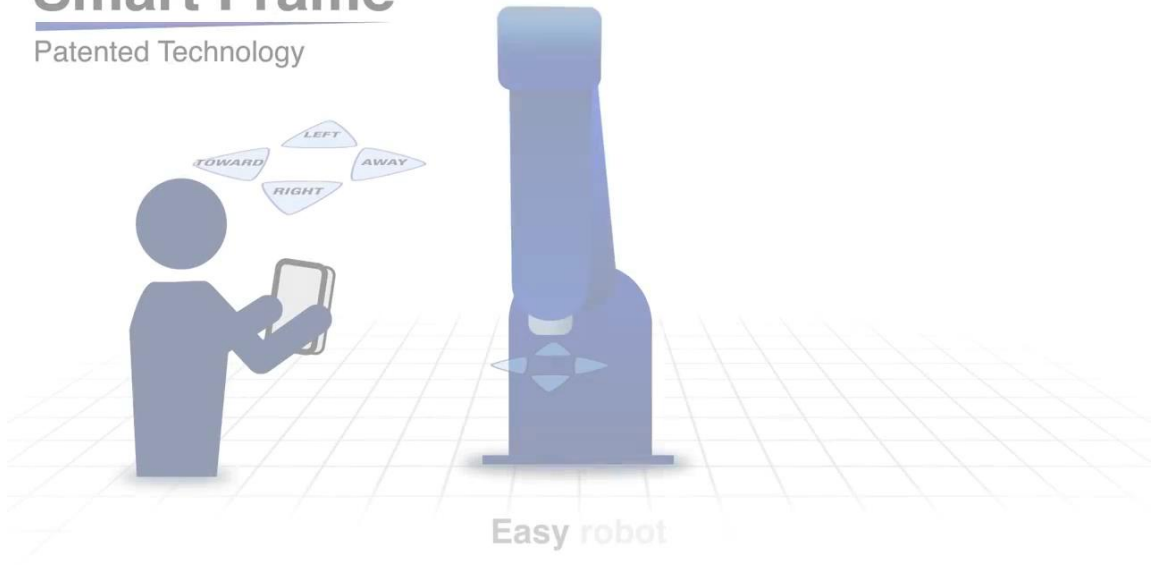 Smart Frame
Patented Technology
LEFT
TOWARD
AWAY
RIGHT
Easy robot